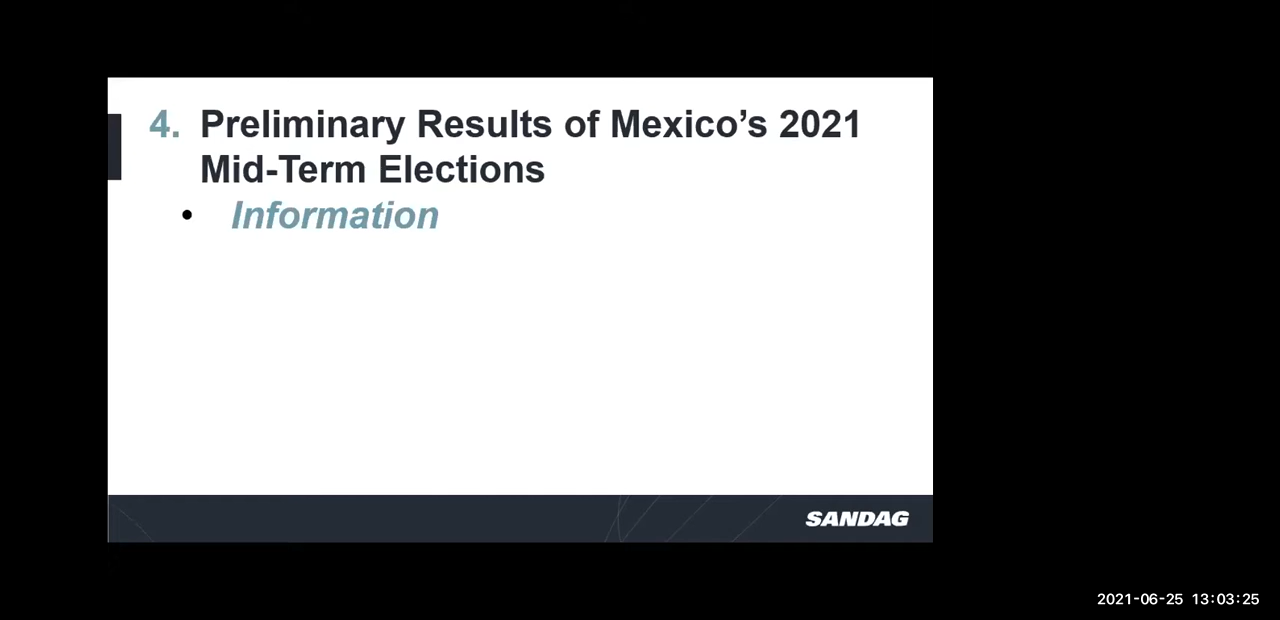 4. Preliminary Results of Mexico’s 2021
Mid-Term Elections
• Information
SANDAG
2021-06-25 13:03:25